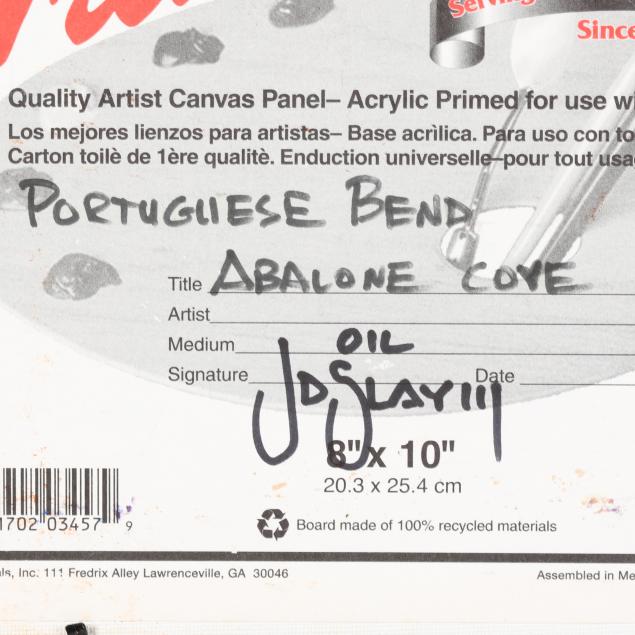 Serving
Since
Quality Artist Canvas Panel– Acrylic Primed for use wi
Los mejores lienzos para artistas– Base acrìlica. Para uso con to
Carton toilè de 1ère qualitè. Enduction universelle–pour tout usa
PORTUGUESE BEND
Title ABALONE COVE
Artist
Medium OIL
Signature JD SLAY III Date
8"x 10"
20.3 x 25.4 cm
1702 03457 9
Board made of 100% recycled materials
ls, Inc. 111 Fredrix Alley Lawrenceville, GA 30046
Assembled in Me